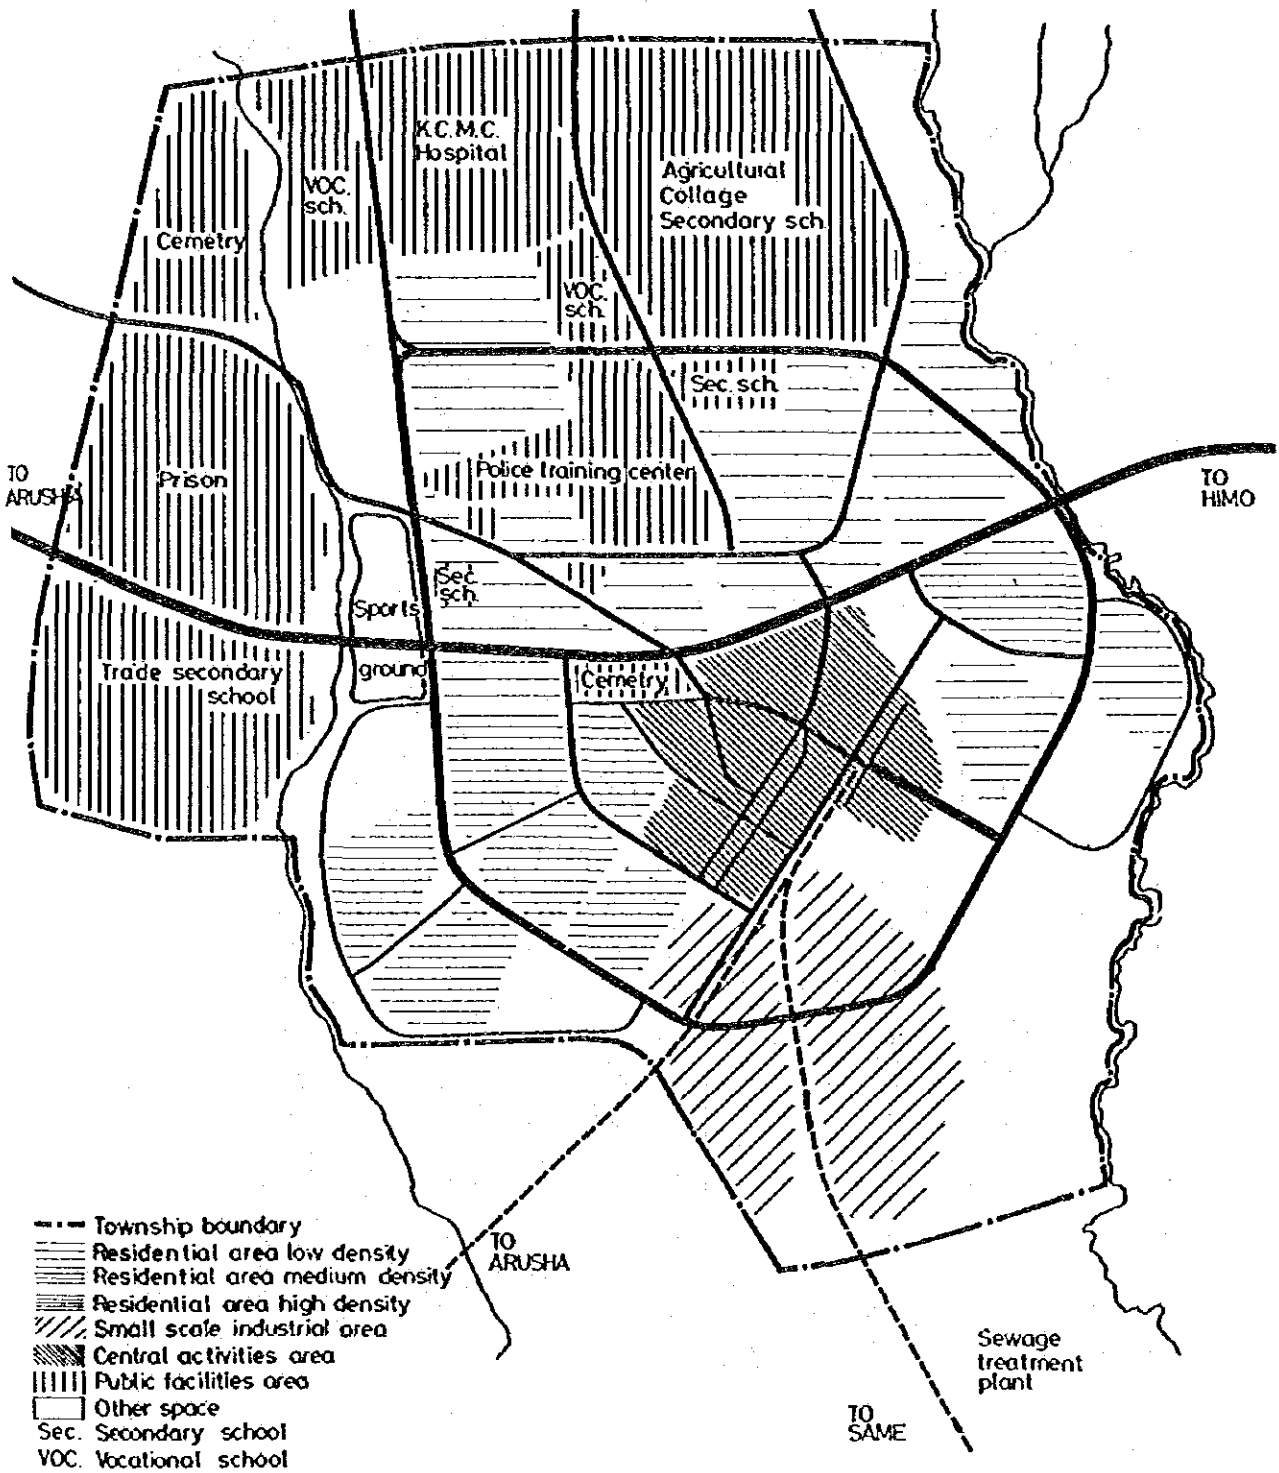 K.C.M.C.
Hospital
VOC.
sch.
Agricultural
Collage
Secondary sch.
Cemetry
VOC.
sch.
Sec. sch.
TO
ARUSHA
Prison
Police training center
TO
HIMO
Sec.
sch.
Sports
ground
Trade secondary
school
Cemetry
Township boundary
Residential area low density
Residential area medium density
Residential area high density
Small scale industrial area
Central activities area
Public facilities area
Other space
Sec. Secondary school
VOC. Vocational school
TO
ARUSHA
Sewage
treatment
plant
TO
SAME